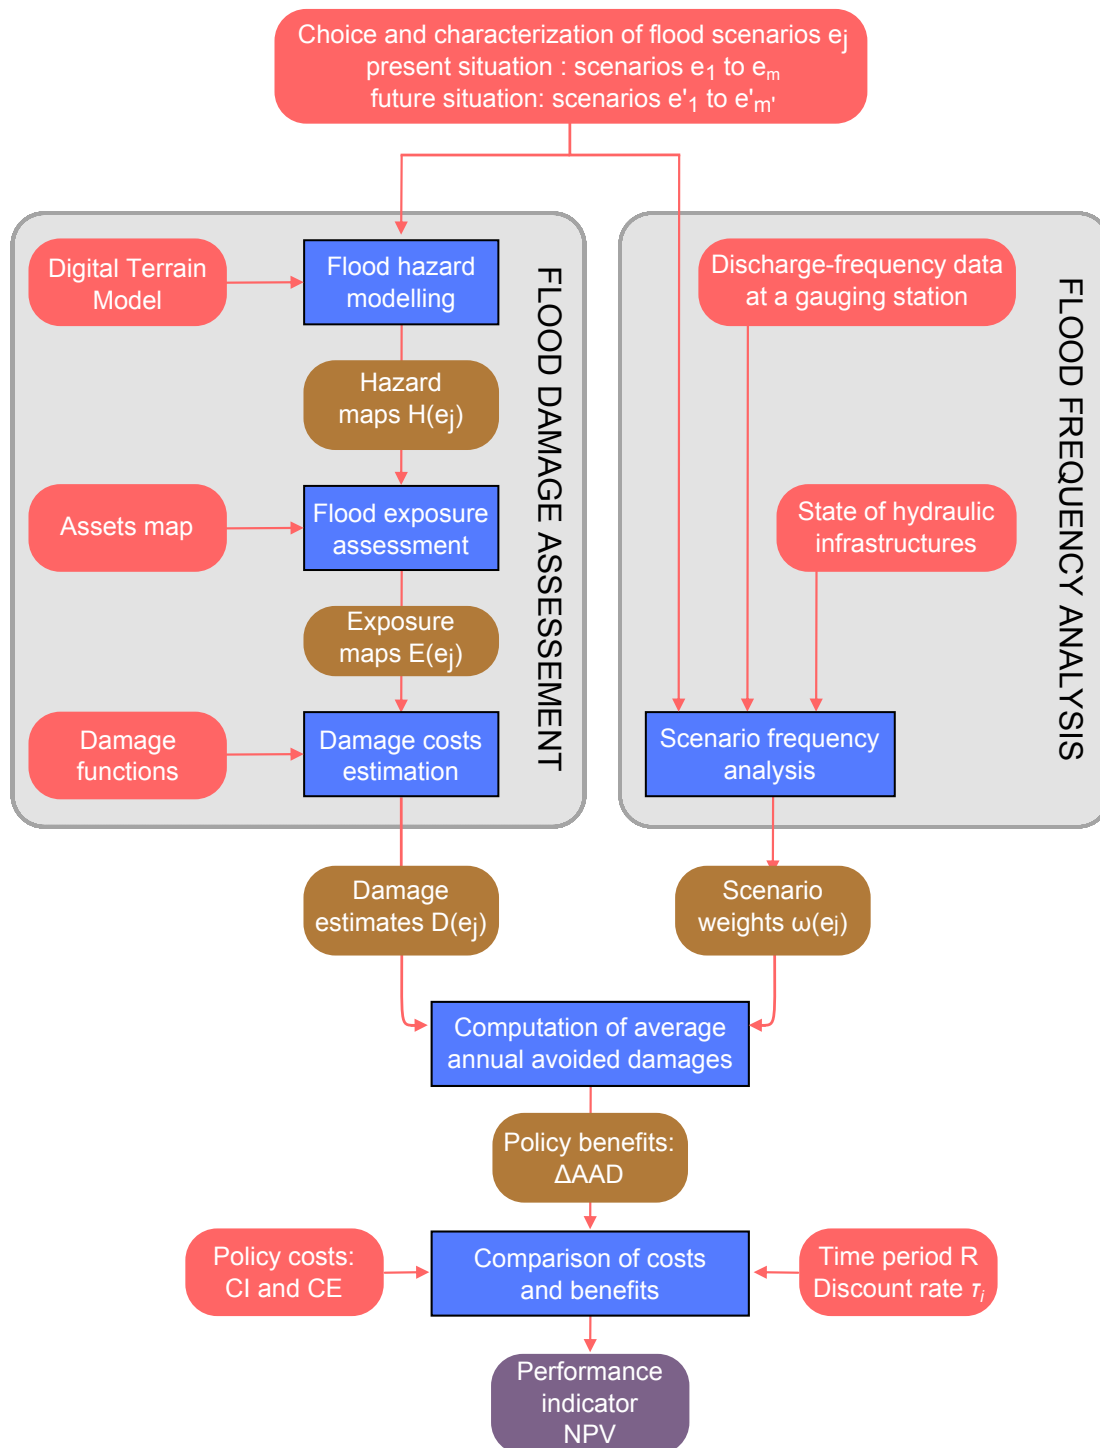 Choice and characterization of flood scenarios ej
present situation : scenarios e1 to em
future situation: scenarios e'1 to e'm'
Digital Terrain
Model
Flood hazard
modelling
Hazard
maps H(ej)
Assets map
Flood exposure
assessment
Exposure
maps E(ej)
Damage
functions
Damage costs
estimation
FLOOD DAMAGE ASSESSEMENT
Discharge-frequency data
at a gauging station
State of hydraulic
infrastructures
Scenario frequency
analysis
FLOOD FREQUENCY ANALYSIS
Damage
estimates D(ej)
Scenario
weights ω(ej)
Computation of average
annual avoided damages
Policy benefits:
ΔAAD
Policy costs:
CI and CE
Comparison of costs
and benefits
Time period R
Discount rate τi
Performance
indicator
NPV